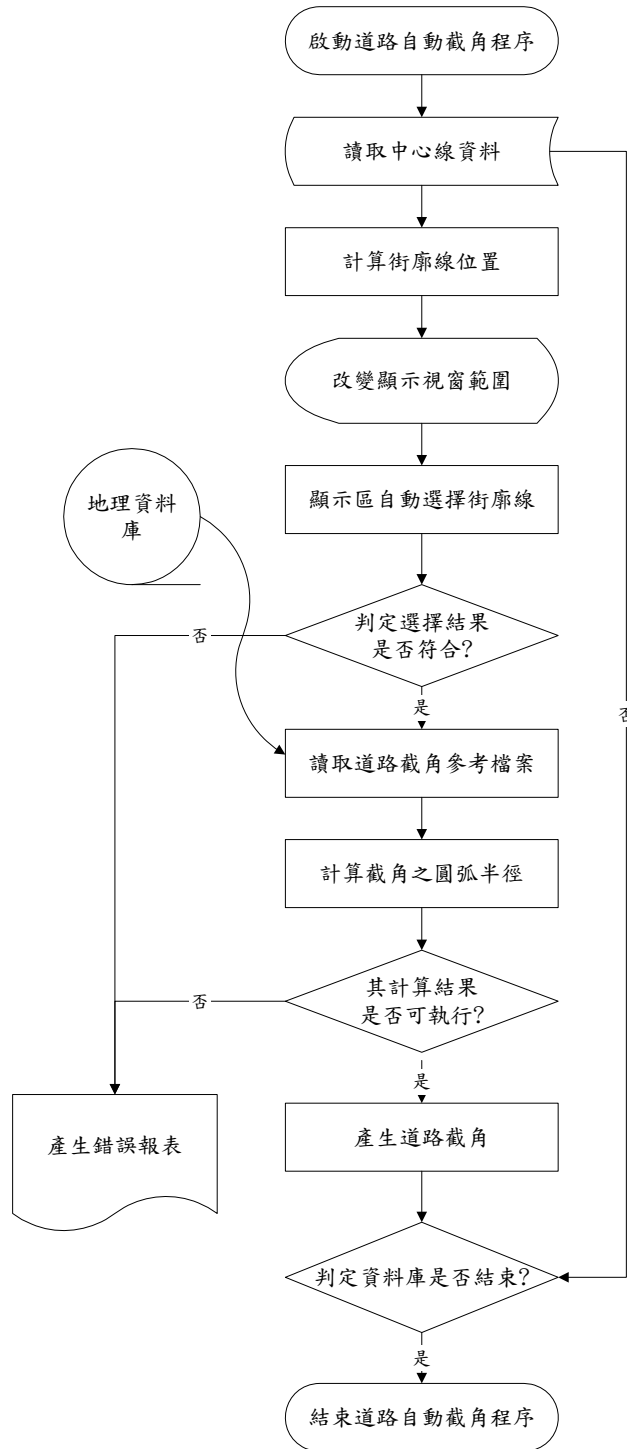 啟動道路自動截角程序
讀取中心線資料
計算街廓線位置
改變顯示視窗範圍
顯示區自動選擇街廓線
地理資料
庫
判定選擇結果
是否符合?
否
是
否
讀取道路截角參考檔案
計算截角之圓弧半徑
其計算結果
是否可執行?
否
是
產生錯誤報表
產生道路截角
判定資料庫是否結束?
是
結束道路自動截角程序